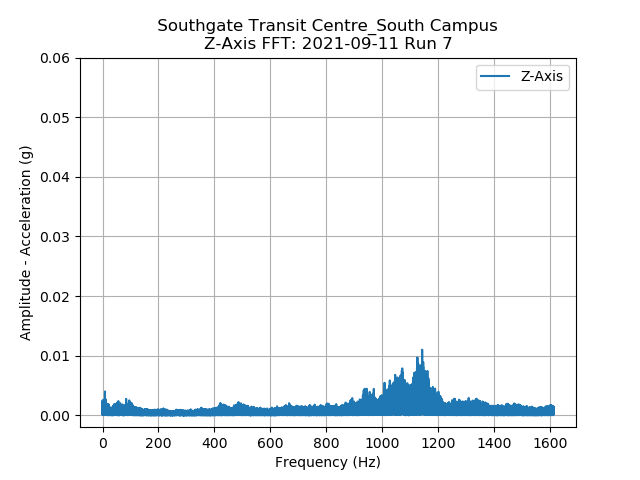 Southgate Transit Centre_South Campus
Z-Axis FFT: 2021-09-11 Run 7
Z-Axis
0.06
0.05
0.04
0.03
0.02
0.01
0.00
Amplitude - Acceleration (g)
0 200 400 600 800 1000 1200 1400 1600
Frequency (Hz)